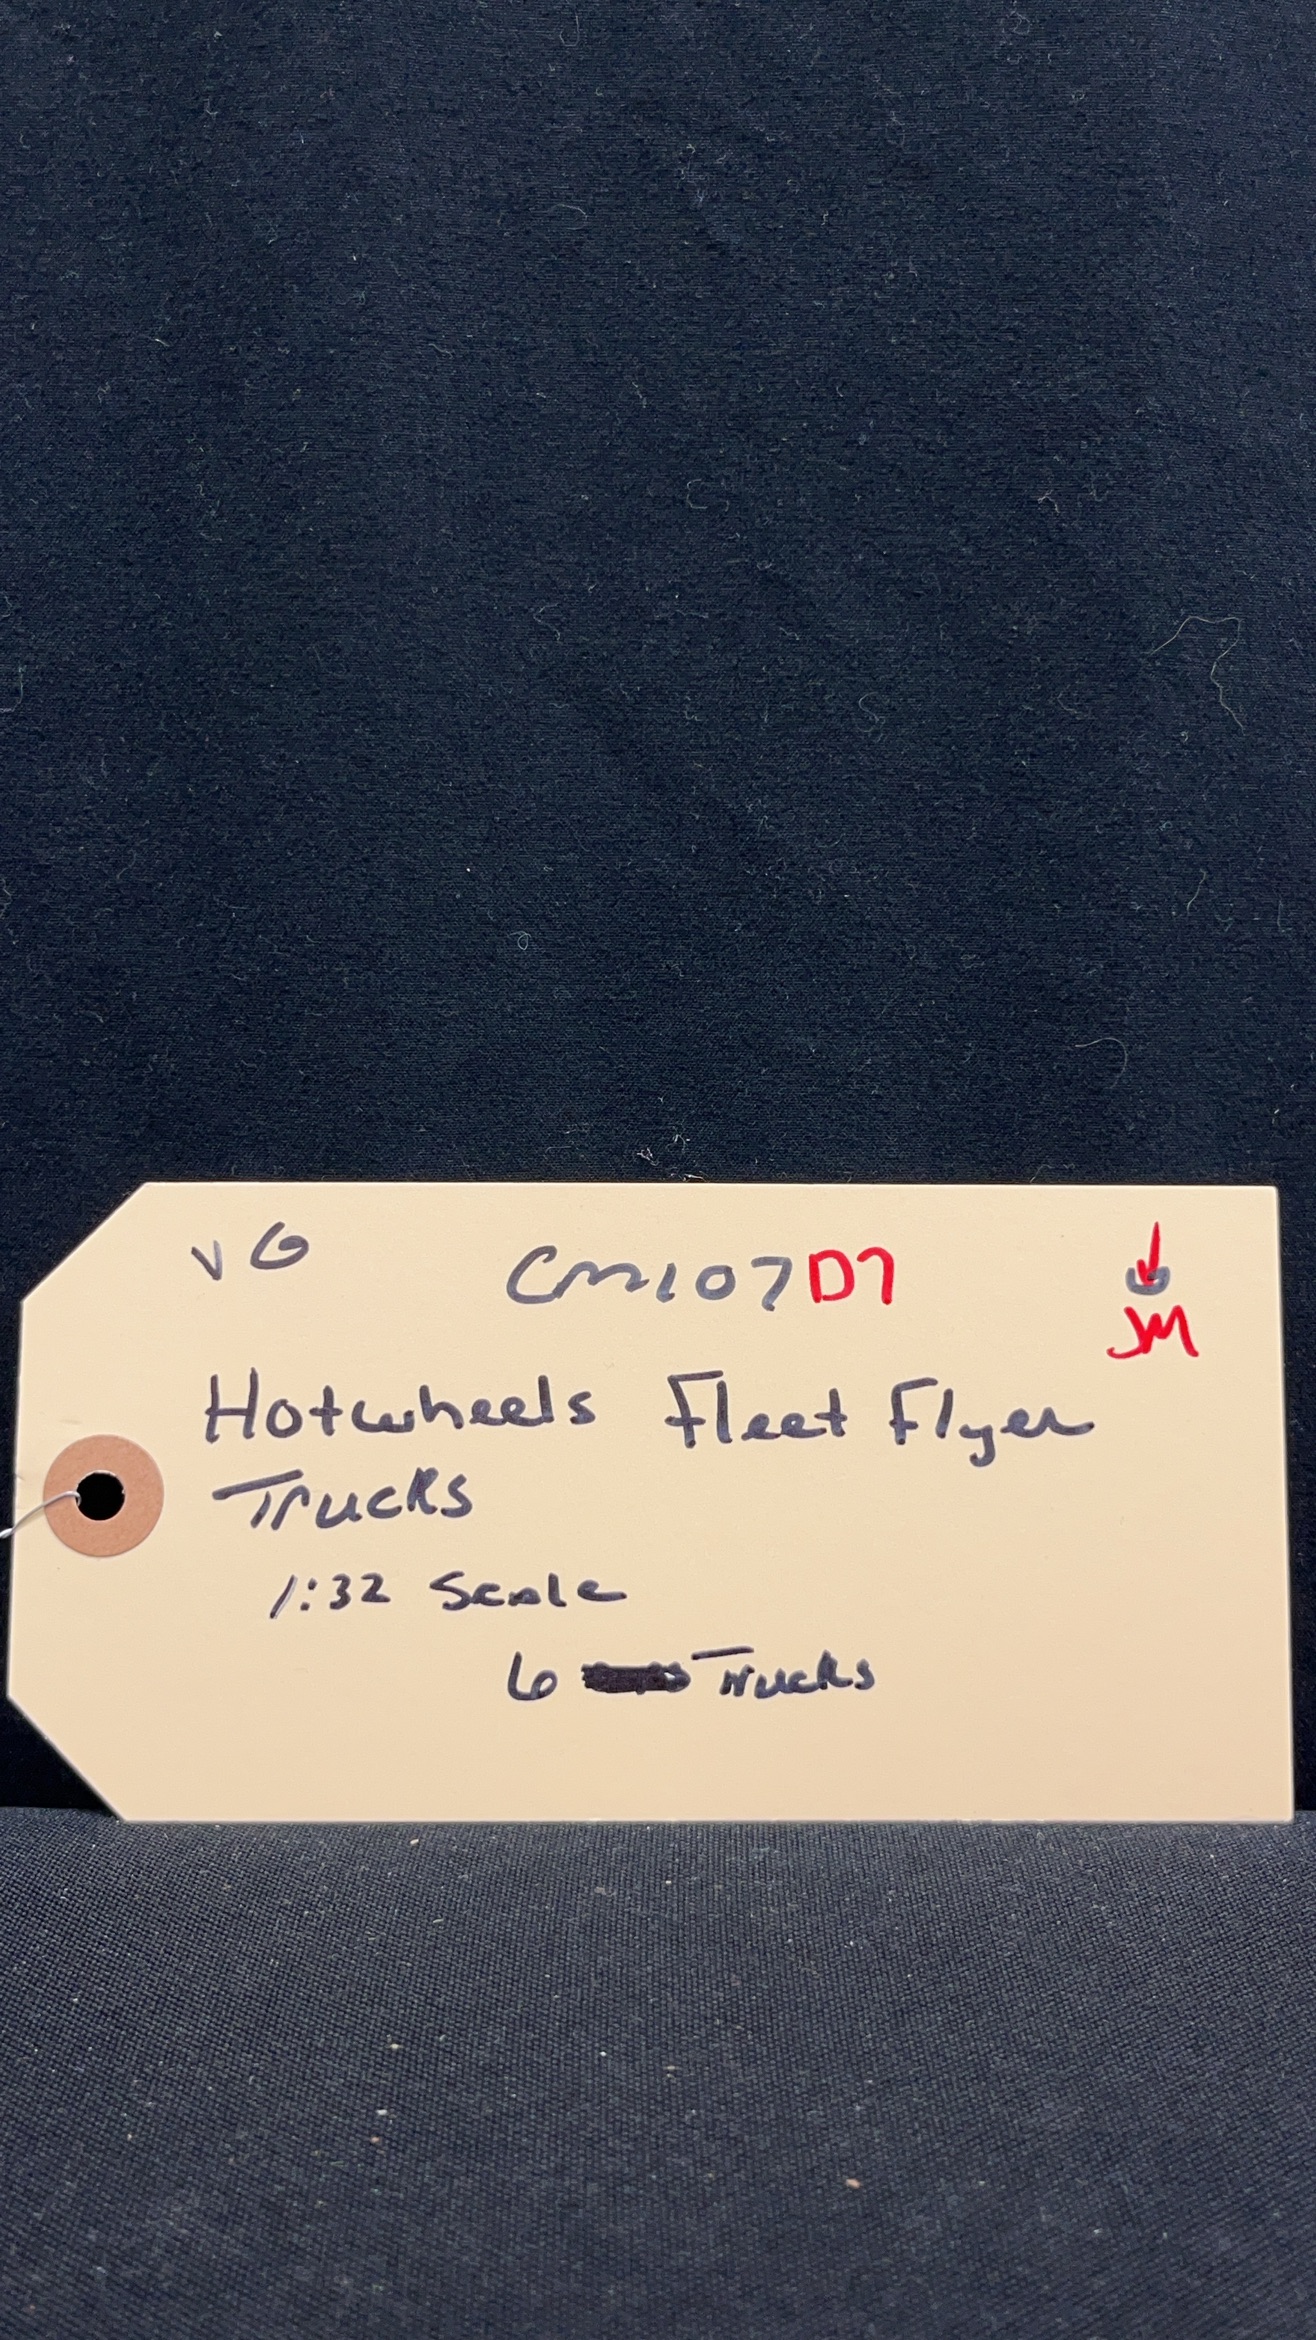 VG CM107D7
JM
Hotwheels Fleet Flyer
Trucks
1:32 Scale
6 Trucks